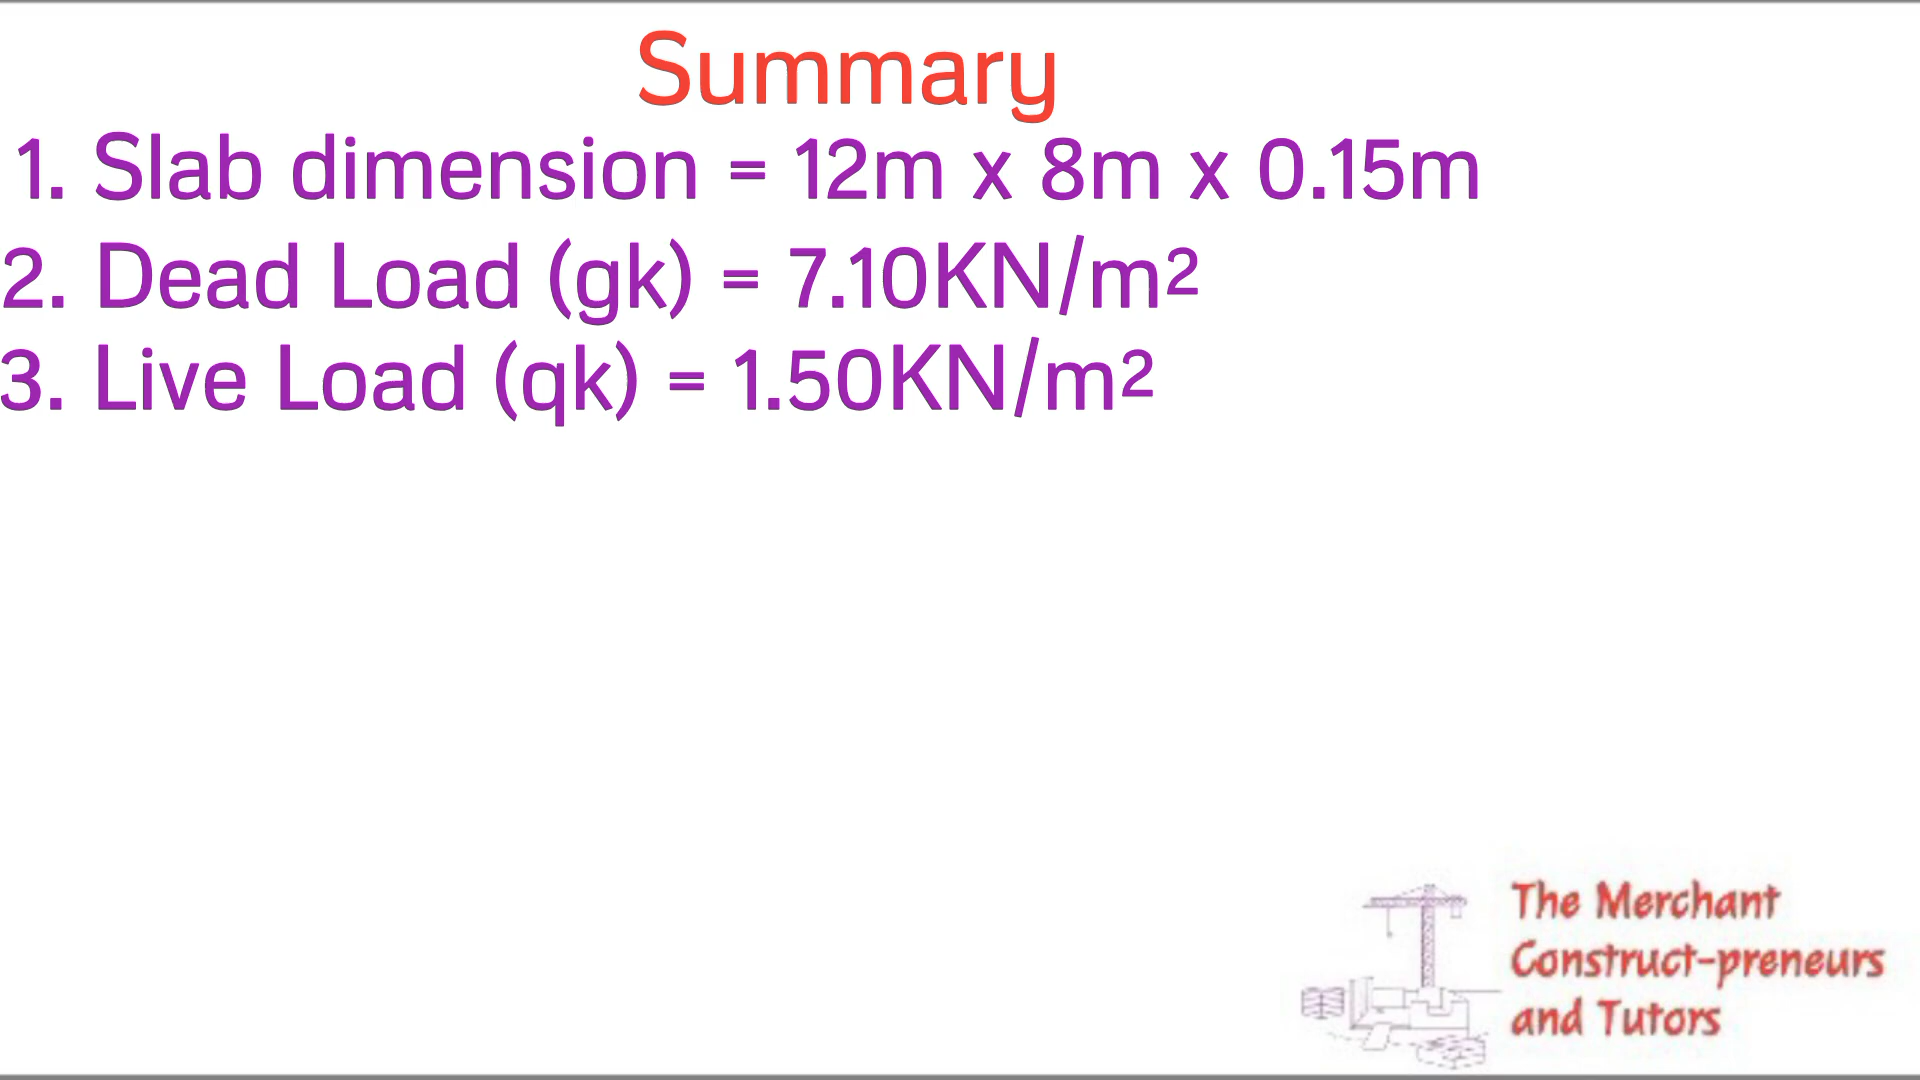 Summary
1. Slab dimension = 12m x 8m x 0.15m
2. Dead Load (gk) = 7.10KN/m²
3. Live Load (qk) = 1.50KN/m²
The Merchant
Construct-preneurs
and Tutors